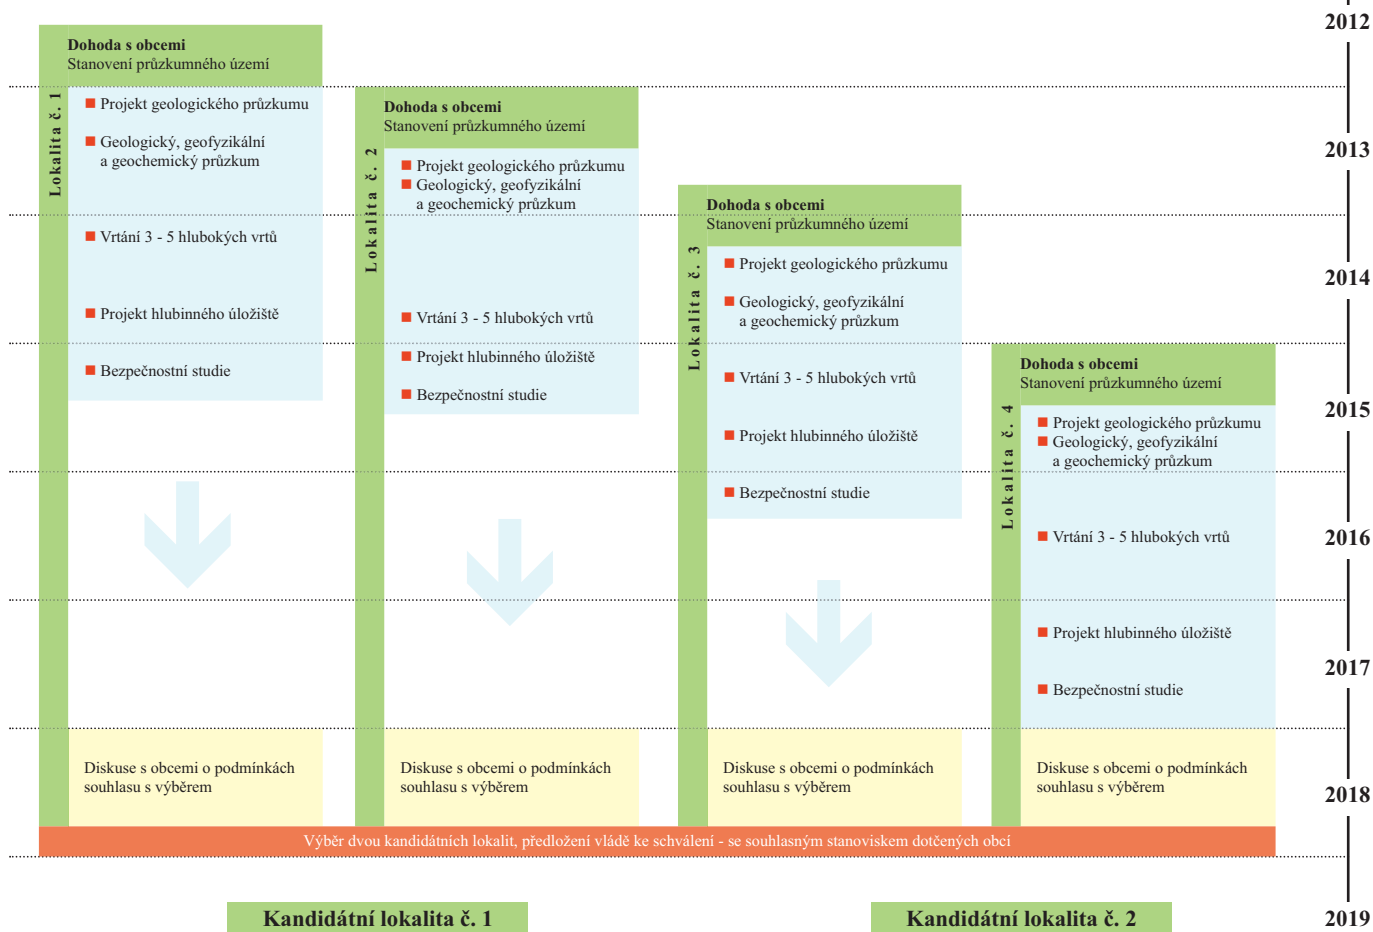 Lokalita č. 1
Dohoda s obcemi
Stanovení průzkumného území
Projekt geologického průzkumu
Geologický, geofyzikální
a geochemický průzkum
Vrtání 3 - 5 hlubokých vrtů
Projekt hlubinného úložiště
Bezpečnostní studie
Diskuse s obcemi o podmínkách
souhlasu s výběrem
Lokalita č. 2
Dohoda s obcemi
Stanovení průzkumného území
Projekt geologického průzkumu
Geologický, geofyzikální
a geochemický průzkum
Vrtání 3 - 5 hlubokých vrtů
Projekt hlubinného úložiště
Bezpečnostní studie
Diskuse s obcemi o podmínkách
souhlasu s výběrem
Lokalita č. 3
Dohoda s obcemi
Stanovení průzkumného území
Projekt geologického průzkumu
Geologický, geofyzikální
a geochemický průzkum
Vrtání 3 - 5 hlubokých vrtů
Projekt hlubinného úložiště
Bezpečnostní studie
Diskuse s obcemi o podmínkách
souhlasu s výběrem
Lokalita č. 4
Dohoda s obcemi
Stanovení průzkumného území
Projekt geologického průzkumu
Geologický, geofyzikální
a geochemický průzkum
Vrtání 3 - 5 hlubokých vrtů
Projekt hlubinného úložiště
Bezpečnostní studie
Diskuse s obcemi o podmínkách
souhlasu s výběrem
Výběr dvou kandidátních lokalit, předložení vládě ke schválení - se souhlasným stanoviskem dotčených obcí
Kandidátní lokalita č. 1
Kandidátní lokalita č. 2
2012
2013
2014
2015
2016
2017
2018
2019